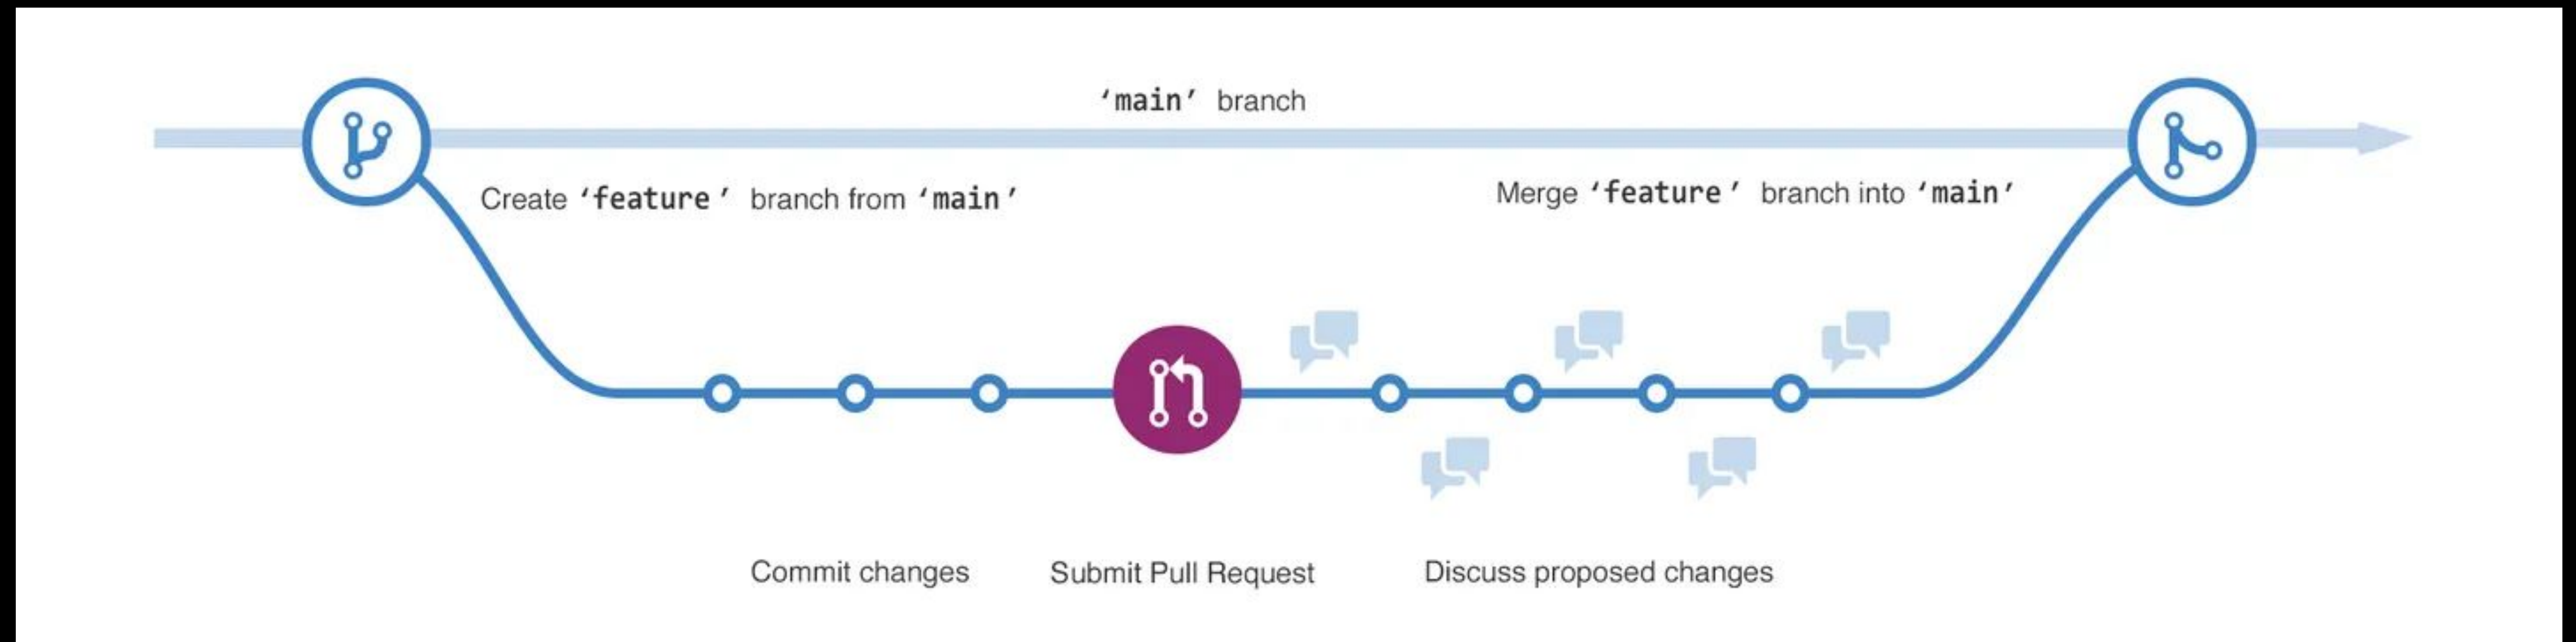 ‘main’ branch
Create ‘feature’ branch from ‘main’
Merge ‘feature’ branch into ‘main’
Commit changes
Submit Pull Request
Discuss proposed changes